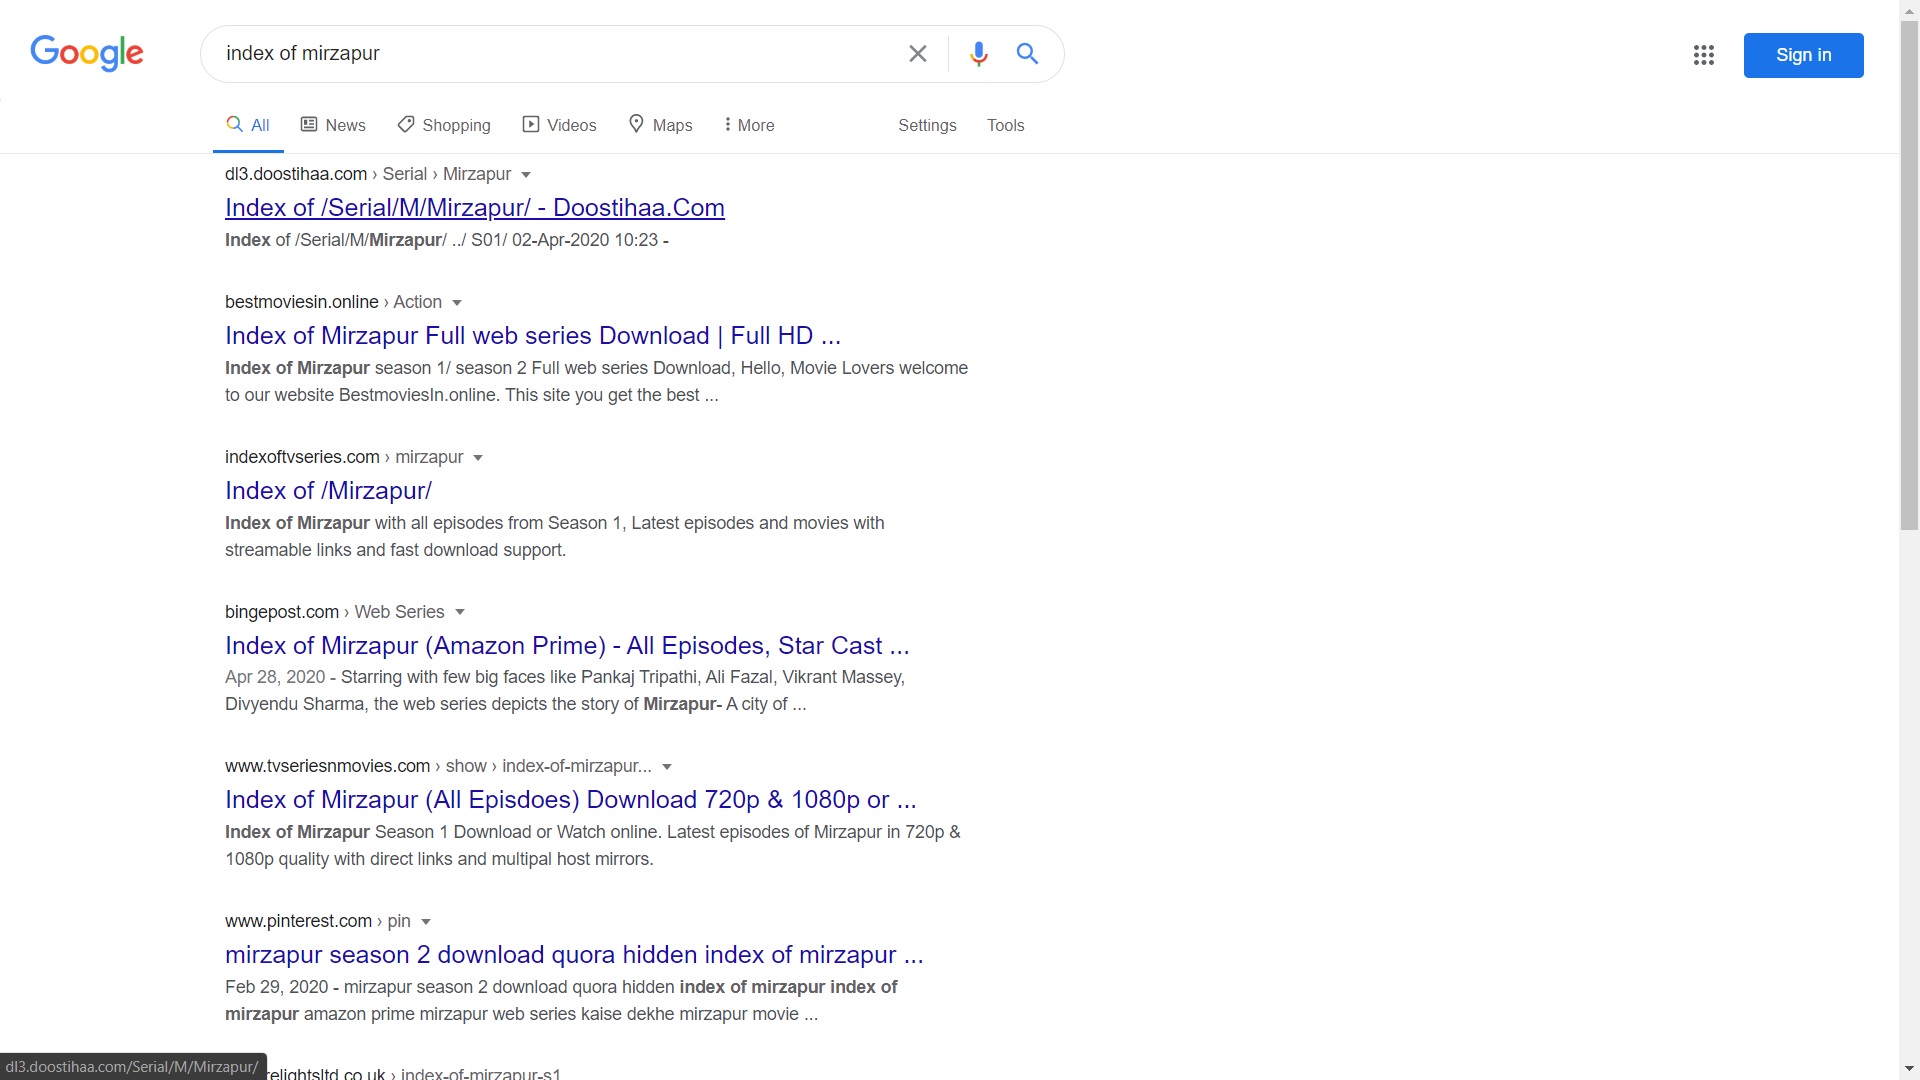 Google
index of mirzapur
Sign in
All News Shopping Videos Maps More Settings Tools
dl3.doostihaa.com › Serial › Mirzapur
Index of /Serial/M/Mirzapur/ - Doostihaa.Com
Index of /Serial/M/Mirzapur/ ../ S01/ 02-Apr-2020 10:23 -
bestmoviesin.online › Action
Index of Mirzapur Full web series Download | Full HD ...
Index of Mirzapur season 1/ season 2 Full web series Download, Hello, Movie Lovers welcome
to our website BestmoviesIn.online. This site you get the best ...
indexoftvseries.com › mirzapur
Index of /Mirzapur/
Index of Mirzapur with all episodes from Season 1, Latest episodes and movies with
streamable links and fast download support.
bingepost.com › Web Series
Index of Mirzapur (Amazon Prime) - All Episodes, Star Cast ...
Apr 28, 2020 - Starring with few big faces like Pankaj Tripathi, Ali Fazal, Vikrant Massey,
Divyendu Sharma, the web series depicts the story of Mirzapur- A city of ...
www.tvseriesnmovies.com › show › index-of-mirzapur...
Index of Mirzapur (All Epidoes) Download 720p & 1080p or ...
Index of Mirzapur Season 1 Download or Watch online. Latest episodes of Mirzapur in 720p &
1080p quality with direct links and multipal host mirrors.
www.pinterest.com › pin
mirzapur season 2 download quora hidden index of mirzapur ...
Feb 29, 2020 - mirzapur season 2 download quora hidden index of mirzapur index of
mirzapur amazon prime mirzapur web series kaise dekhe mirzapur movie ...
dl3.doostihaa.com/Serial/M/Mirzapur/
relightsltd.co.uk › index-of-mirzapur-s1